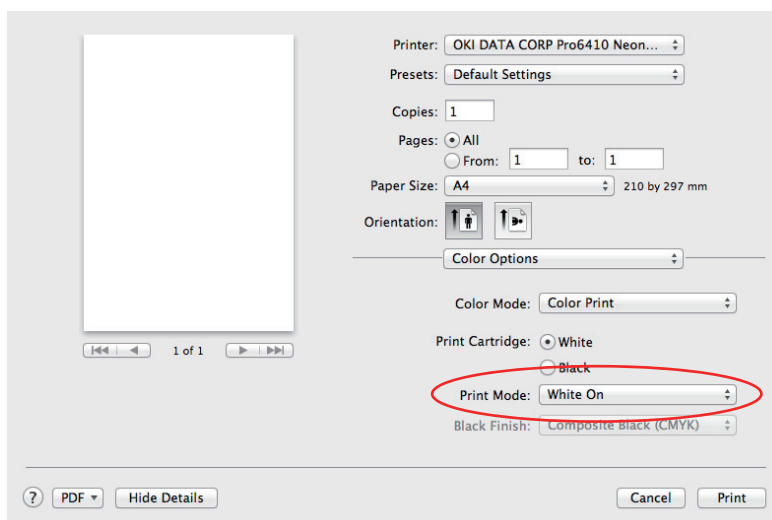 Printer: OKI DATA CORP Pro6410 Neon...
Presets: Default Settings
Copies: 1
Pages: All
From: 1 to: 1
Paper Size: A4 210 by 297 mm
Orientation:
Color Options
Color Mode: Color Print
1 of 1
Print Cartridge: White
Black
Print Mode: White On
Black Finish: Composite Black (CMYK)
? PDF Hide Details Cancel Print